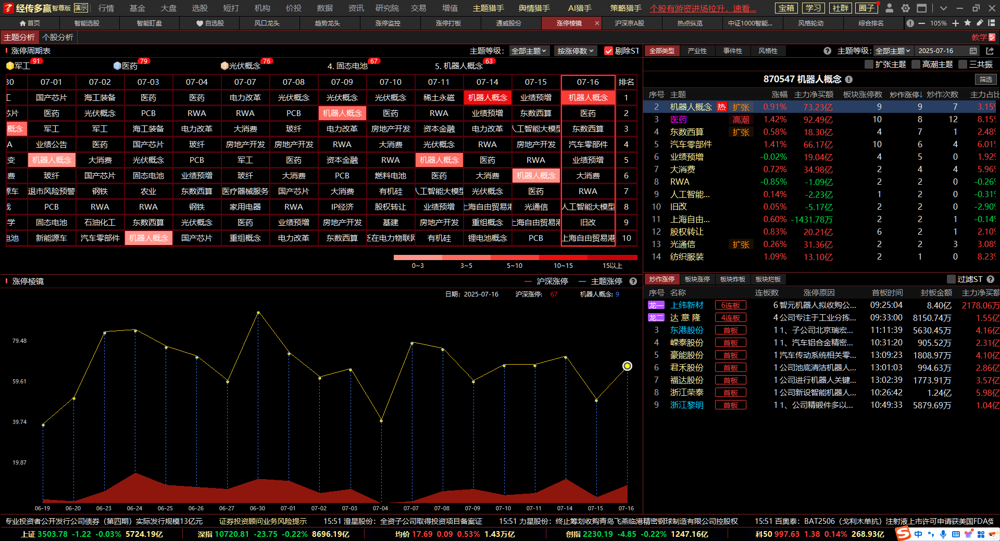 经传多赢 智尊版 演示 行情 基金 大盘 选股 短打 机构 价投 数据 资讯 研究院 交易 增值 主题猎手 舆情猎手 AI猎手 策略猎手 个股有游资进场拉升，速看... 宝箱 学习 社群 圈子
首页 智能选股 智能盯盘 自选股 风口龙头 趋势龙头 涨停监控 涨停打板 通威股份 涨停棱镜 沪深京A股 热点纵览 中证1000智能... 风格轮动 综合排名 105%
主题分析 个股分析 教学
涨停周期表 主题等级: 全部主题 按涨停数 剔除ST
军工 91 医药 79 光伏概念 76 4. 固态电池 67 5. 机器人概念 63
30 07-01 07-02 07-03 07-04 07-07 07-08 07-09 07-10 07-11 07-14 07-15 07-16 排名
工 国产芯片 海工装备 医药 医药 电力改革 光伏概念 光伏概念 光伏概念 稀土永磁 机器人概念 业绩预增 机器人概念 1
芯片 医药 光伏概念 PCB RWA RWA PCB 机器人概念 医药 RWA 业绩预增 东数西算 医药 2
概念 军工 军工 海工装备 电力改革 大消费 玻纤 电力改革 房地产开发 资本金融 电力改革 人工智能大模型 东数西算 3
A 业绩公告 医药 国产芯片 玻纤 房地产开发 房地产开发 RWA 大消费 光伏概念 RWA 房地产开发 汽车零部件 4
变 机器人概念 大消费 光伏概念 PCB 军工 医药 资本金融 RWA 机器人概念 医药 RWA 业绩预增 5
费 玻纤 国产芯片 固态电池 业绩预增 玻纤 大消费 PCB 燃料电池 医药 大消费 机器人概念 大消费 6
源车 退市风险预警 钢铁 农业 东数西算 医疗器械服务 国产芯片 大消费 有机硅 人工智能大模型 光伏概念 医药 RWA 7
PCB RWA RWA 钢铁 家用电器 RWA IP经济 股权转让 业绩预增 上海自由贸易港 光通信 人工智能大模型 8
学 固态电池 石油化工 东数西算 光伏概念 医药 业绩预增 房地产开发 基建 房地产开发 重组概念 上海自由贸易港 旧改 9
电池 新能源车 汽车零部件 机器人概念 国产芯片 重组概念 电力改革 东数西算 泛在电力物联网 有机硅 锂电池概念 PCB 上海自由贸易港 10
0~3 3~5 5~10 10~15 15以上
涨停棱镜 沪深涨停 主题涨停
日期: 2025-07-16 沪深涨停: 67 机器人概念: 9
79.48
59.61
39.74
19.87
06-19 06-20 06-23 06-24 06-25 06-26 06-27 06-30 07-01 07-02 07-03 07-04 07-07 07-08 07-09 07-10 07-11 07-14 07-15 07-16
全部类型 产业性 事件性 风格性 主题等级: 全部主题 2025-07-16
扩张主题 高潮主题 三共振
870547 机器人概念 筛选
序号 主题 涨幅 主力净买额 板块涨停数 炒作涨停↓ 炒作次数 主力占比
2 机器人概念 热 扩张 0.91% 73.23亿 9 9 7 3.15%
3 医药 高潮 1.42% 92.49亿 10 8 12 8.15%
4 东数西算 扩张 0.58% 18.30亿 4 7 1 2.48%
5 汽车零部件 1.41% 66.17亿 10 6 4 6.01%
6 业绩预增 -0.02% 19.04亿 4 5 0 1.92%
7 大消费 0.72% 34.98亿 2 4 4 5.96%
8 RWA -0.85% -1.09亿 2 2 0 -0.26%
9 人工智能... 0.14% -2.23亿 1 2 0 -0.31%
10 旧改 0.05% -5.17亿 2 2 0 -2.90%
11 上海自由... 0.60% -1431.78万 2 2 1 -0.14%
12 股权转让 0.83% 20.21亿 6 2 1 2.10%
13 光通信 扩张 0.26% 31.36亿 2 2 3 3.08%
14 纺织服装 1.09% 13.10亿 2 1 0 8.23%
炒作涨停 板块涨停 板块炸板 板块烂板 过滤ST
序号 名称 连板数 涨停原因 首板时间 封板金额 主力净买额
龙一 上纬新材 6连板 6 智元机器人拟收购公... 09:25:04 8.40亿 2178.06万
龙二 达 意 隆 4连板 4 公司专注于工业分拣... 09:33:00 8150.74万 1.55亿
3 东港股份 首板 1 1、子公司北京瑞宏... 11:11:39 5630.45万 4.16亿
4 嵘泰股份 首板 1 1、汽车铝合金精密... 10:31:20 905.52万 2.31亿
5 豪能股份 首板 1 汽车传动系统相关零... 13:09:23 1808.97万 4.10亿
6 君禾股份 首板 1 公司池底清洁机器人... 13:01:03 994.63万 2.86亿
7 福达股份 首板 1 公司进行机器人关键... 13:02:39 1773.91万 3.57亿
8 浙江荣泰 首板 1 公司新设智能机器人... 10:26:42 1.24亿 5.98亿
9 浙江黎明 首板 1 1、公司精锻件多以... 10:49:33 5879.69万 1.04亿
专业投资者公开发行公司债券（第四期）实际发行规模13亿元 证券投资顾问业务风险提示 15:51 澄星股份：全资子公司取得投资项目备案证 15:51 力星股份：终止筹划收购青岛飞燕临港精密钢球制造有限公司控股权 15:51 百奥泰：BAT2506（戈利木单抗）注射液上市许可申请获美国FDA受
上证 3503.78 -1.22 -0.03% 5724.19亿 深指 10720.81 -23.75 -0.22% 8696.19亿 均价 17.69 0.09 0.53% 1.43万亿 创指 2230.19 -4.85 -0.22% 1247.16亿 科50 997.63 1.38 0.14% 268.93亿 中